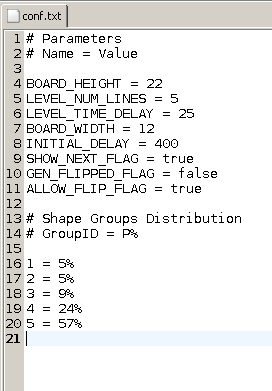 conf.txt
1 # Parameters
2 # Name = Value
3
4 BOARD_HEIGHT = 22
5 LEVEL_NUM_LINES = 5
6 LEVEL_TIME_DELAY = 25
7 BOARD_WIDTH = 12
8 INITIAL_DELAY = 400
9 SHOW_NEXT_FLAG = true
10 GEN_FLIPPED_FLAG = false
11 ALLOW_FLIP_FLAG = true
12
13 # Shape Groups Distribution
14 # GroupID = P%
15
16 1 = 5%
17 2 = 5%
18 3 = 9%
19 4 = 24%
20 5 = 57%
21